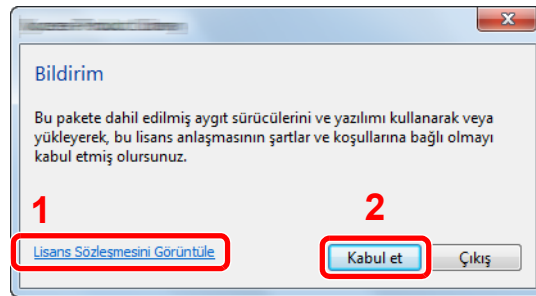 Bildirim
Bu pakete dahil edilmiş aygıt sürücülerini ve yazılımı kullanarak veya
yükleyerek, bu lisans anlaşmasının şartlar ve koşullarına bağlı olmayı
kabul etmiş olursunuz.
1
2
Lisans Sözleşmesini Görüntüle
Kabul et
Çıkış